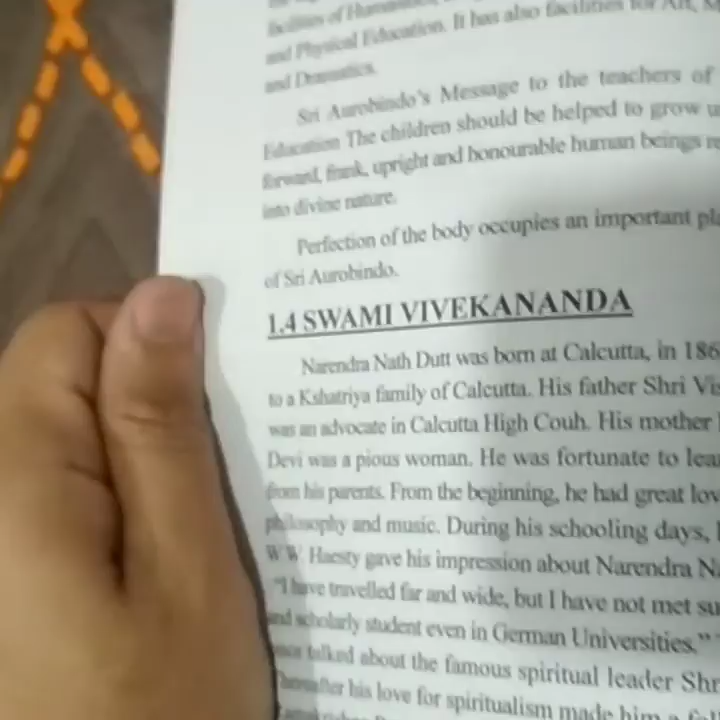 facilities of
and Physical Education. It has also facilities for Art,
and Dramatics.
Sri Aurobindo's Message to the teachers of
Education The children should be helped to grow
forward, frank, upright and honourable human beings
into divine nature.
Perfection of the body occupies an important
of Sri Aurobindo.
1.4 SWAMI VIVEKANANDA
Narendra Nath Dutt was born at Calcutta, in 186
to a Kshatriya family of Calcutta. His father Shri
was an advocate in Calcutta High Couh. His mother
Devi was a pious woman. He was fortunate to
from his parents. From the beginning, he had great
philosophy and music. During his schooling days,
W.W. Haesty gave his impression about Narendra
"I have travelled far and wide, but I have not met
and scholarly student even in German Universities."
talked about the famous spiritual leader
his love for spiritualism made him a